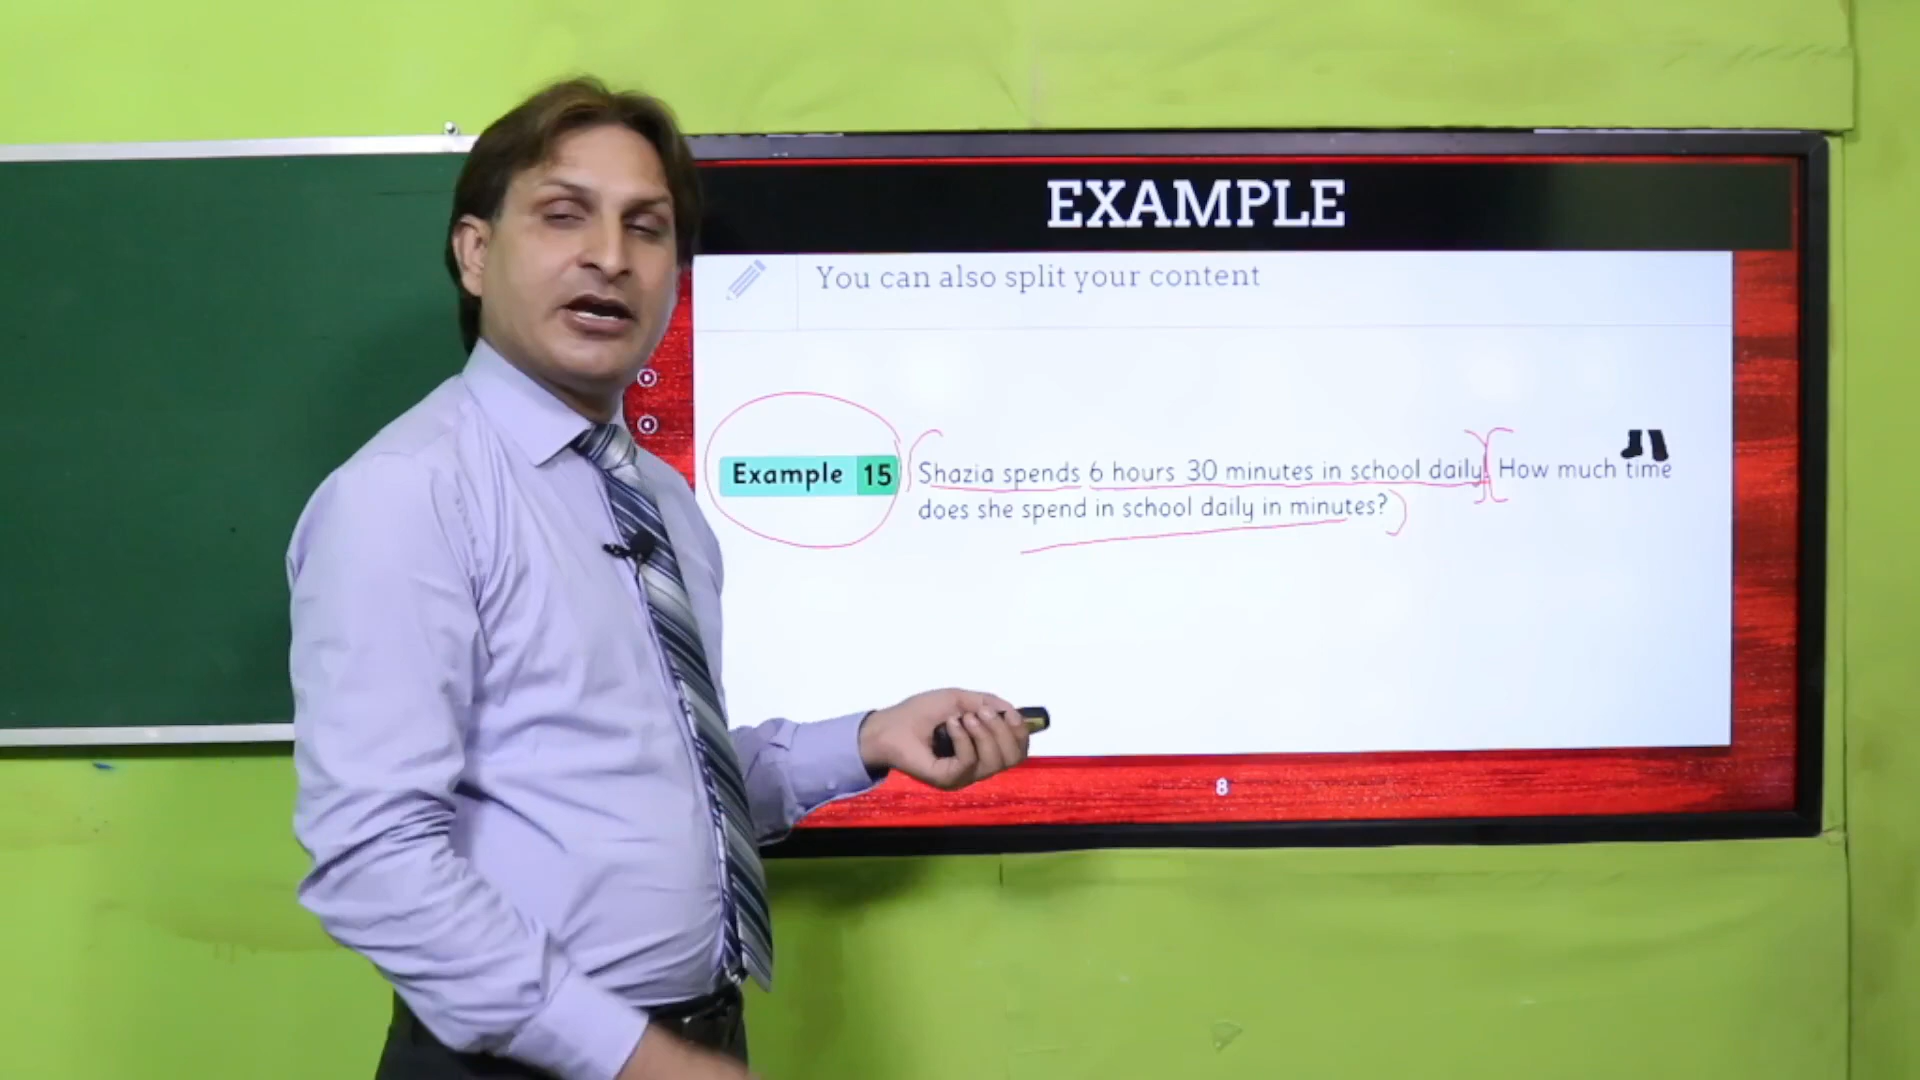 EXAMPLE
You can also split your content
Example 15 Shazia spends 6 hours 30 minutes in school daily. How much time
does she spend in school daily in minutes?
8